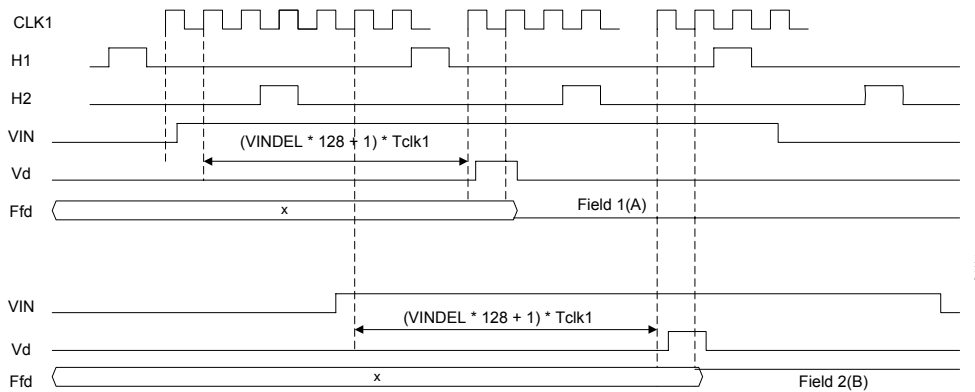 CLK1
H1
H2
VIN
(VINDEL * 128 + 1) * Tclk1
Vd
Ffd
x
Field 1(A)
VIN
(VINDEL * 128 + 1) * Tclk1
Vd
Ffd
x
Field 2(B)